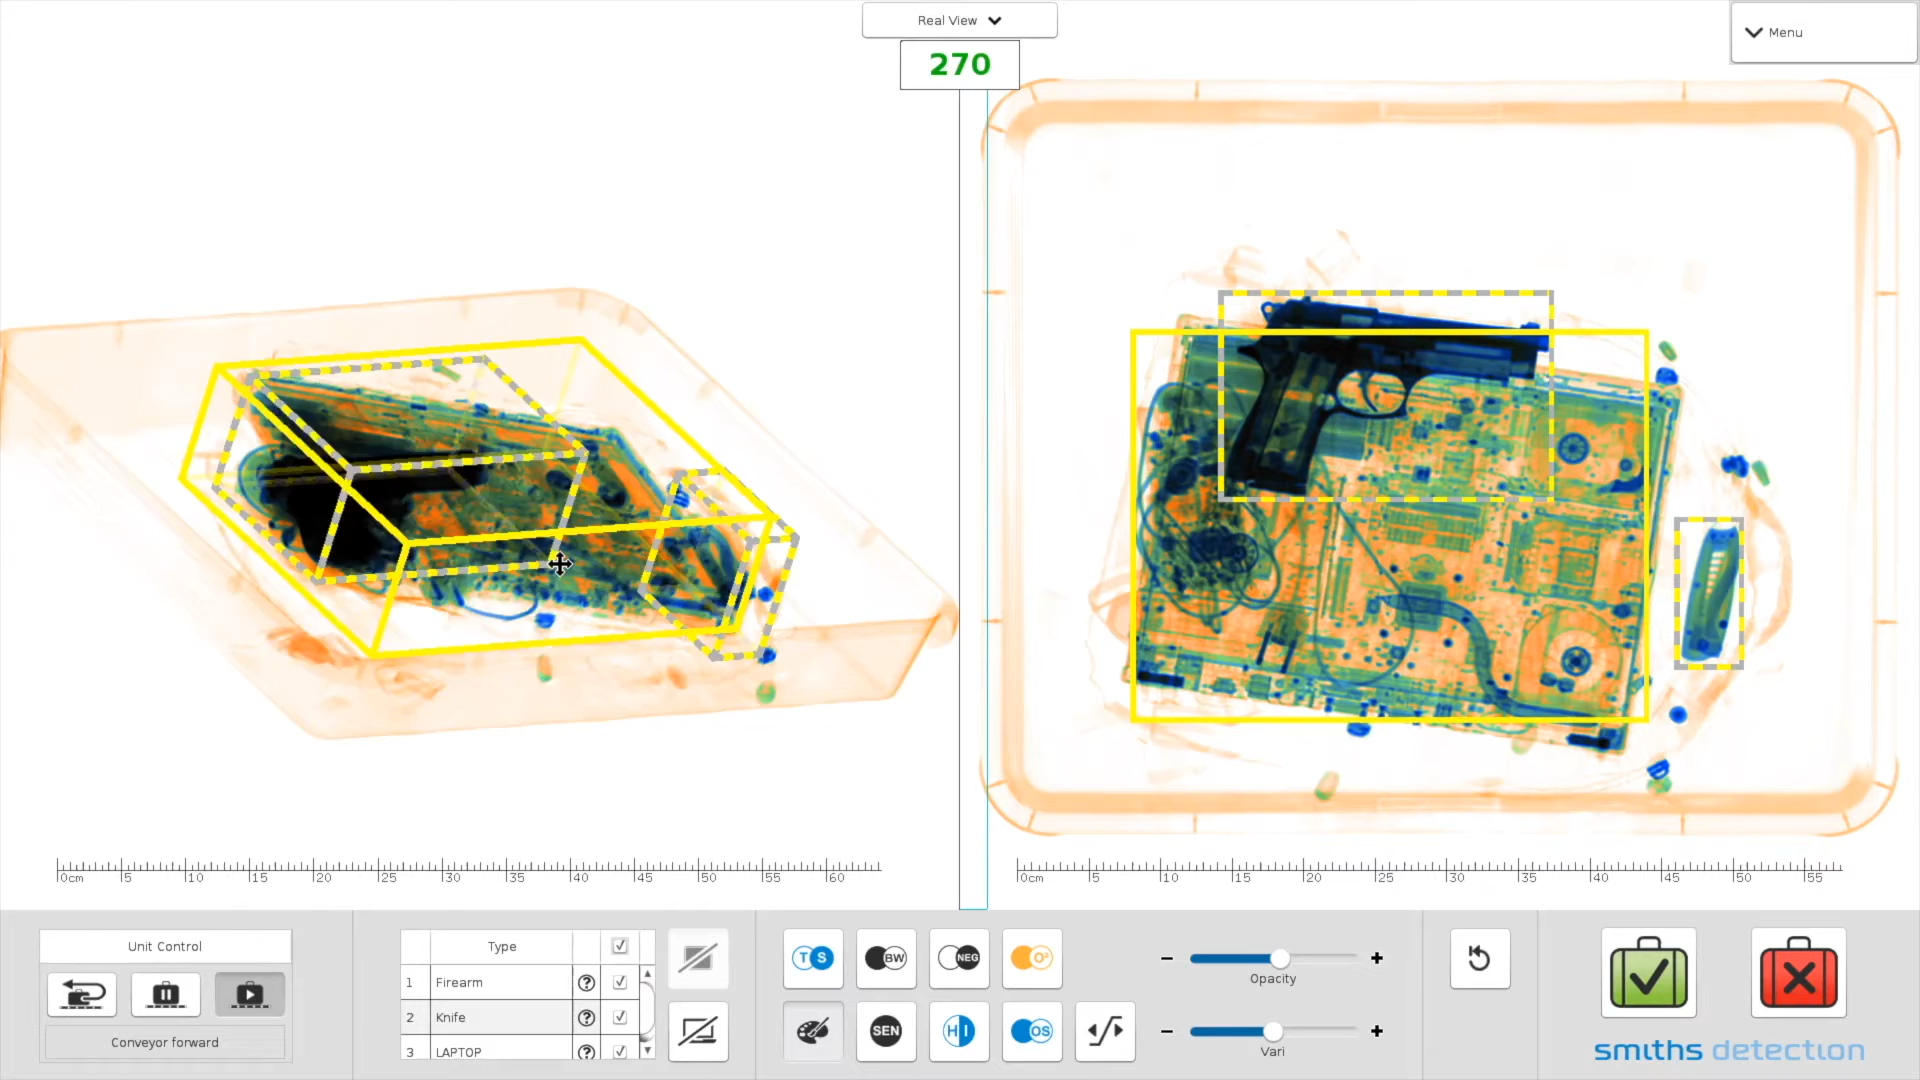 Real View
Menu
270
0cm 5 10 15 20 25 30 35 40 45 50 55 60
0cm 5 10 15 20 25 30 35 40 45 50 55
Unit Control
Conveyor forward
Type
1 Firearm ?
2 Knife ?
3 LAPTOP ?
TS BW NEG O²
SEN HI OS
− + 
Opacity
− +
Vari
smiths detection